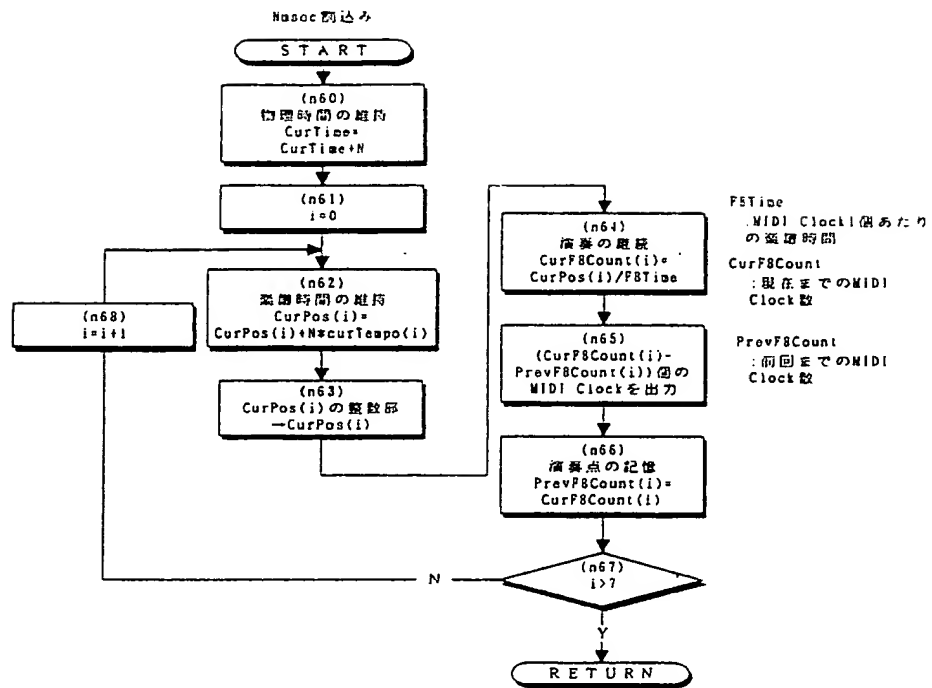 Nmsec割込み
START
(n60)
物理時間の維持
CurTime=
CurTime+N
(n61)
i=0
(n62)
楽譜時間の維持
CurPos(i)=
CurPos(i)+N*curTempo(i)
(n63)
CurPos(i)の整数部
→CurPos(i)
(n68)
i=i+1
(n64)
演奏の継続
CurF8Count(i)=
CurPos(i)/F8Time
(n65)
(CurF8Count(i)-
PrevF8Count(i))個の
MIDI Clockを出力
(n66)
演奏点の記憶
PrevF8Count(i)=
CurF8Count(i)
(n67)
i>7
N
Y
RETURN
F8Time
:MIDI Clock1個あたり
の楽譜時間
CurF8Count
:現在までのMIDI
Clock数
PrevF8Count
:前回までのMIDI
Clock数